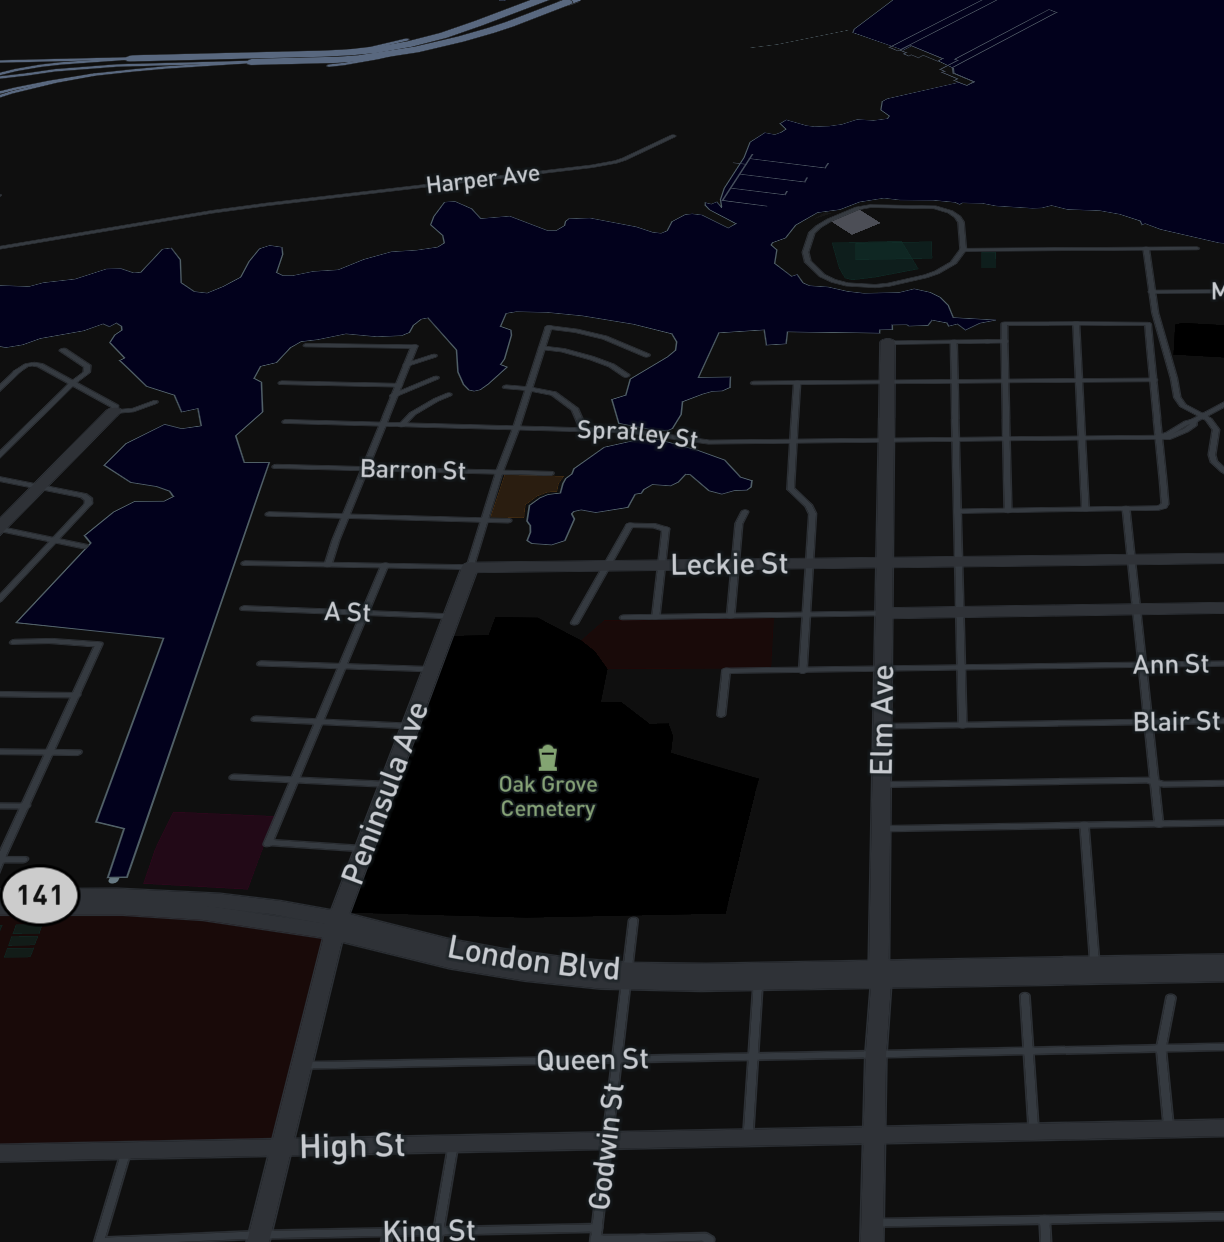 Harper Ave
M
Spratley St
Barron St
Leckie St
A St
Ann St
Elm Ave
Blair St
Peninsula Ave
Oak Grove
Cemetery
141
London Blvd
Queen St
Godwin St
High St
King St